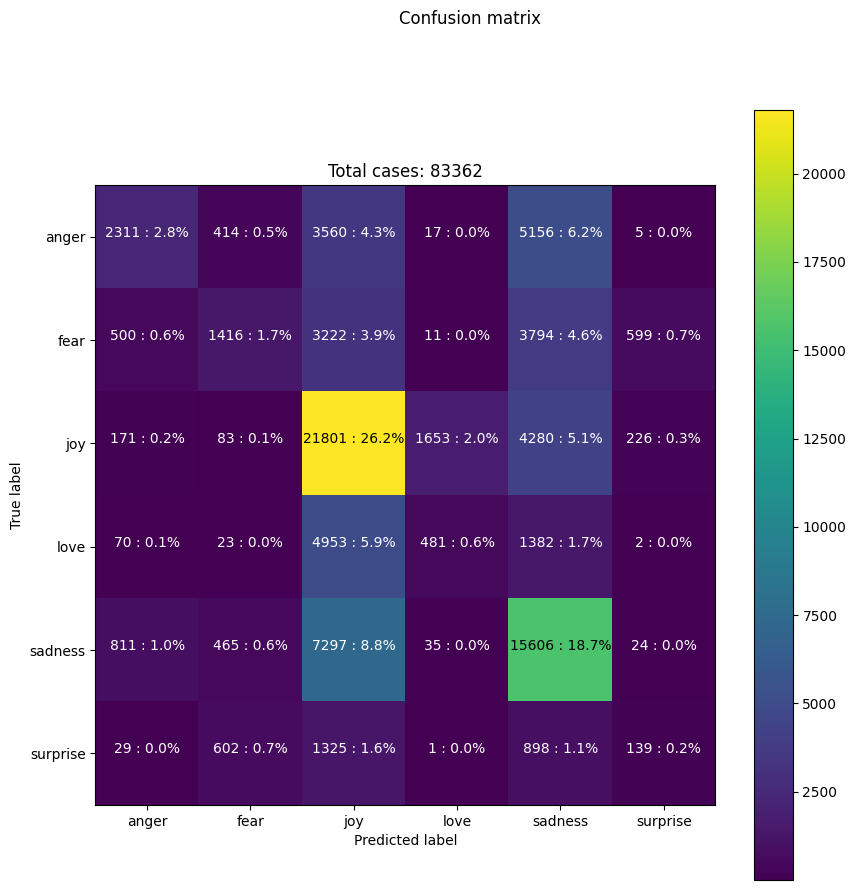 Confusion matrix
Total cases: 83362
anger 2311 : 2.8% 414 : 0.5% 3560 : 4.3% 17 : 0.0% 5156 : 6.2% 5 : 0.0%
fear 500 : 0.6% 1416 : 1.7% 3222 : 3.9% 11 : 0.0% 3794 : 4.6% 599 : 0.7%
joy 171 : 0.2% 83 : 0.1% 21801 : 26.2% 1653 : 2.0% 4280 : 5.1% 226 : 0.3%
love 70 : 0.1% 23 : 0.0% 4953 : 5.9% 481 : 0.6% 1382 : 1.7% 2 : 0.0%
sadness 811 : 1.0% 465 : 0.6% 7297 : 8.8% 35 : 0.0% 15606 : 18.7% 24 : 0.0%
surprise 29 : 0.0% 602 : 0.7% 1325 : 1.6% 1 : 0.0% 898 : 1.1% 139 : 0.2%
anger fear joy love sadness surprise
Predicted label
True label
20000
17500
15000
12500
10000
7500
5000
2500